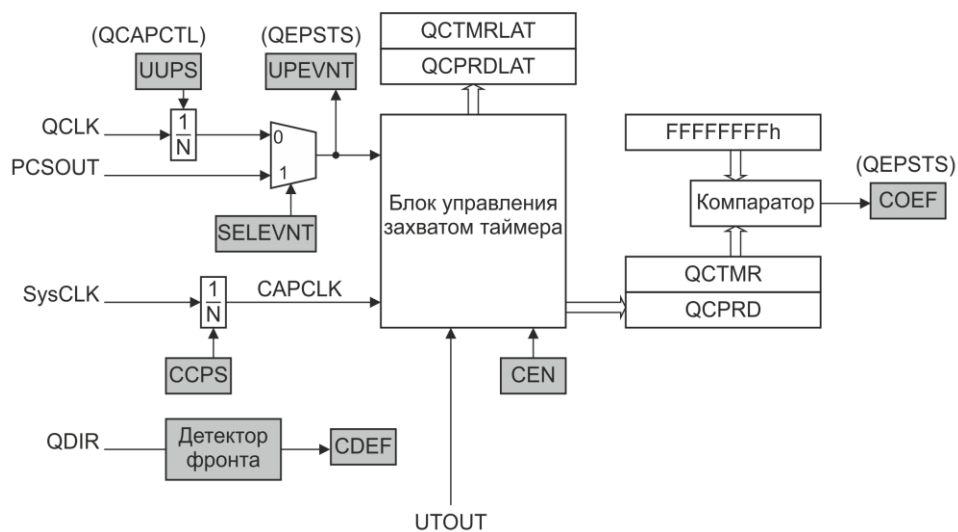 (QCAPCTL)
(QEPSTS)
QCTMRLAT
QCPRDLAT
UUPS
UPEVNT
QCLK
1
N
0
PCSOUT
1
SELEVNT
Блок управления
захватом таймера
FFFFFFFFh
(QEPSTS)
Компаратор
COEF
QCTMR
QCPRD
SysCLK
1
N
CAPCLK
CCPS
CEN
QDIR
Детектор
фронта
CDEF
UTOUT